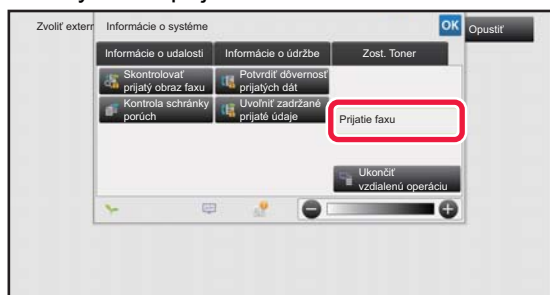 Zvoliť extern
Informácie o systéme
OK
Opustiť
Informácie o udalosti
Informácie o údržbe
Zost. Toner
Skontrolovať
prijatý obraz faxu
Potvrdiť dôvernosť
prijatých dát
Kontrola schránky
porúch
Uvoľniť zadržané
prijaté údaje
Prijatie faxu
Ukončiť
vzdialenú operáciu